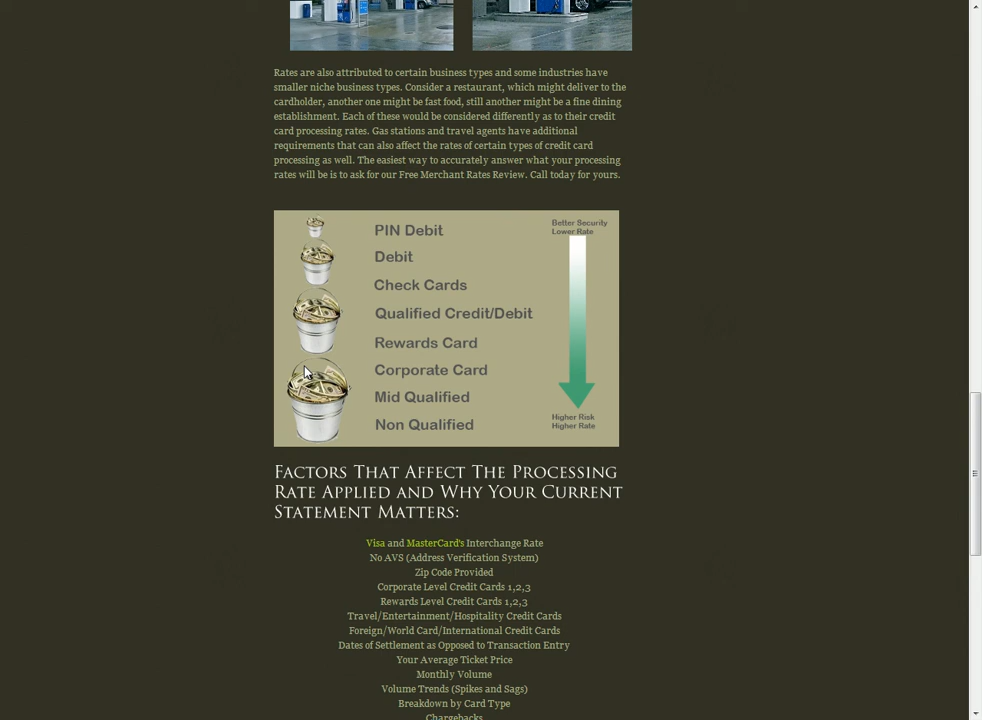 Rates are also attributed to certain business types and some industries have
smaller niche business types. Consider a restaurant, which might deliver to the
cardholder, another one might be fast food, still another might be a fine dining
establishment. Each of these would be considered differently as to their credit
card processing rates. Gas stations and travel agents have additional
requirements that can also affect the rates of certain types of credit card
processing as well. The easiest way to accurately answer what your processing
rates will be is to ask for our Free Merchant Rates Review. Call today for yours.
PIN Debit
Debit
Check Cards
Qualified Credit/Debit
Rewards Card
Corporate Card
Mid Qualified
Non Qualified
Better Security
Lower Rate
Higher Risk
Higher Rate
Factors That Affect The Processing
Rate Applied and Why Your Current
Statement Matters:
Visa and MasterCard's Interchange Rate
No AVS (Address Verification System)
Zip Code Provided
Corporate Level Credit Cards 1,2,3
Rewards Level Credit Cards 1,2,3
Travel/Entertainment/Hospitality Credit Cards
Foreign/World Card/International Credit Cards
Dates of Settlement as Opposed to Transaction Entry
Your Average Ticket Price
Monthly Volume
Volume Trends (Spikes and Sags)
Breakdown by Card Type
Chargebacks